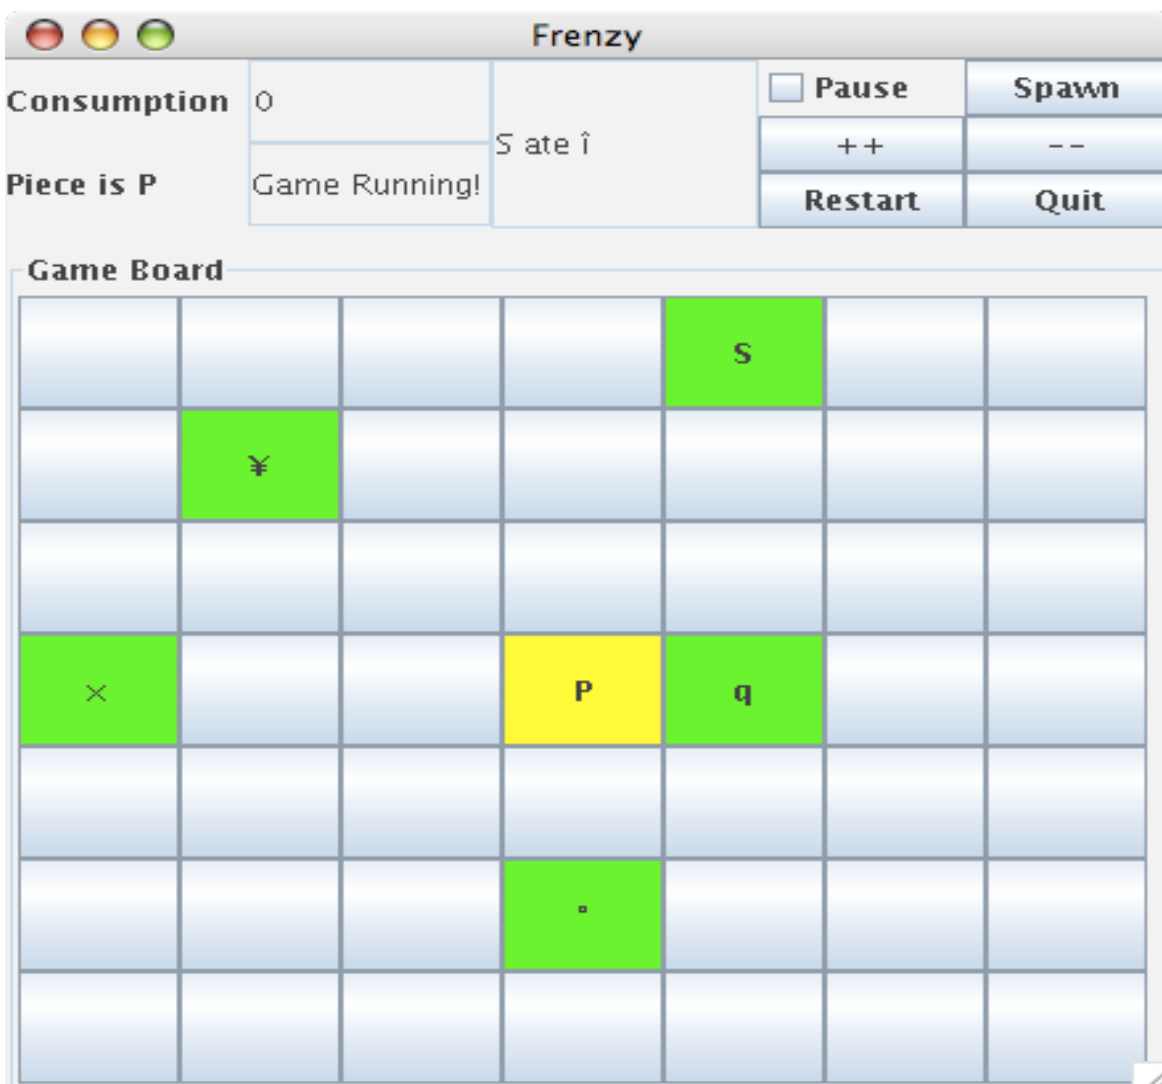 Frenzy
Consumption 0
S ate î
Piece is P Game Running!
Pause Spawn
++ --
Restart Quit
Game Board
S
¥
× P q